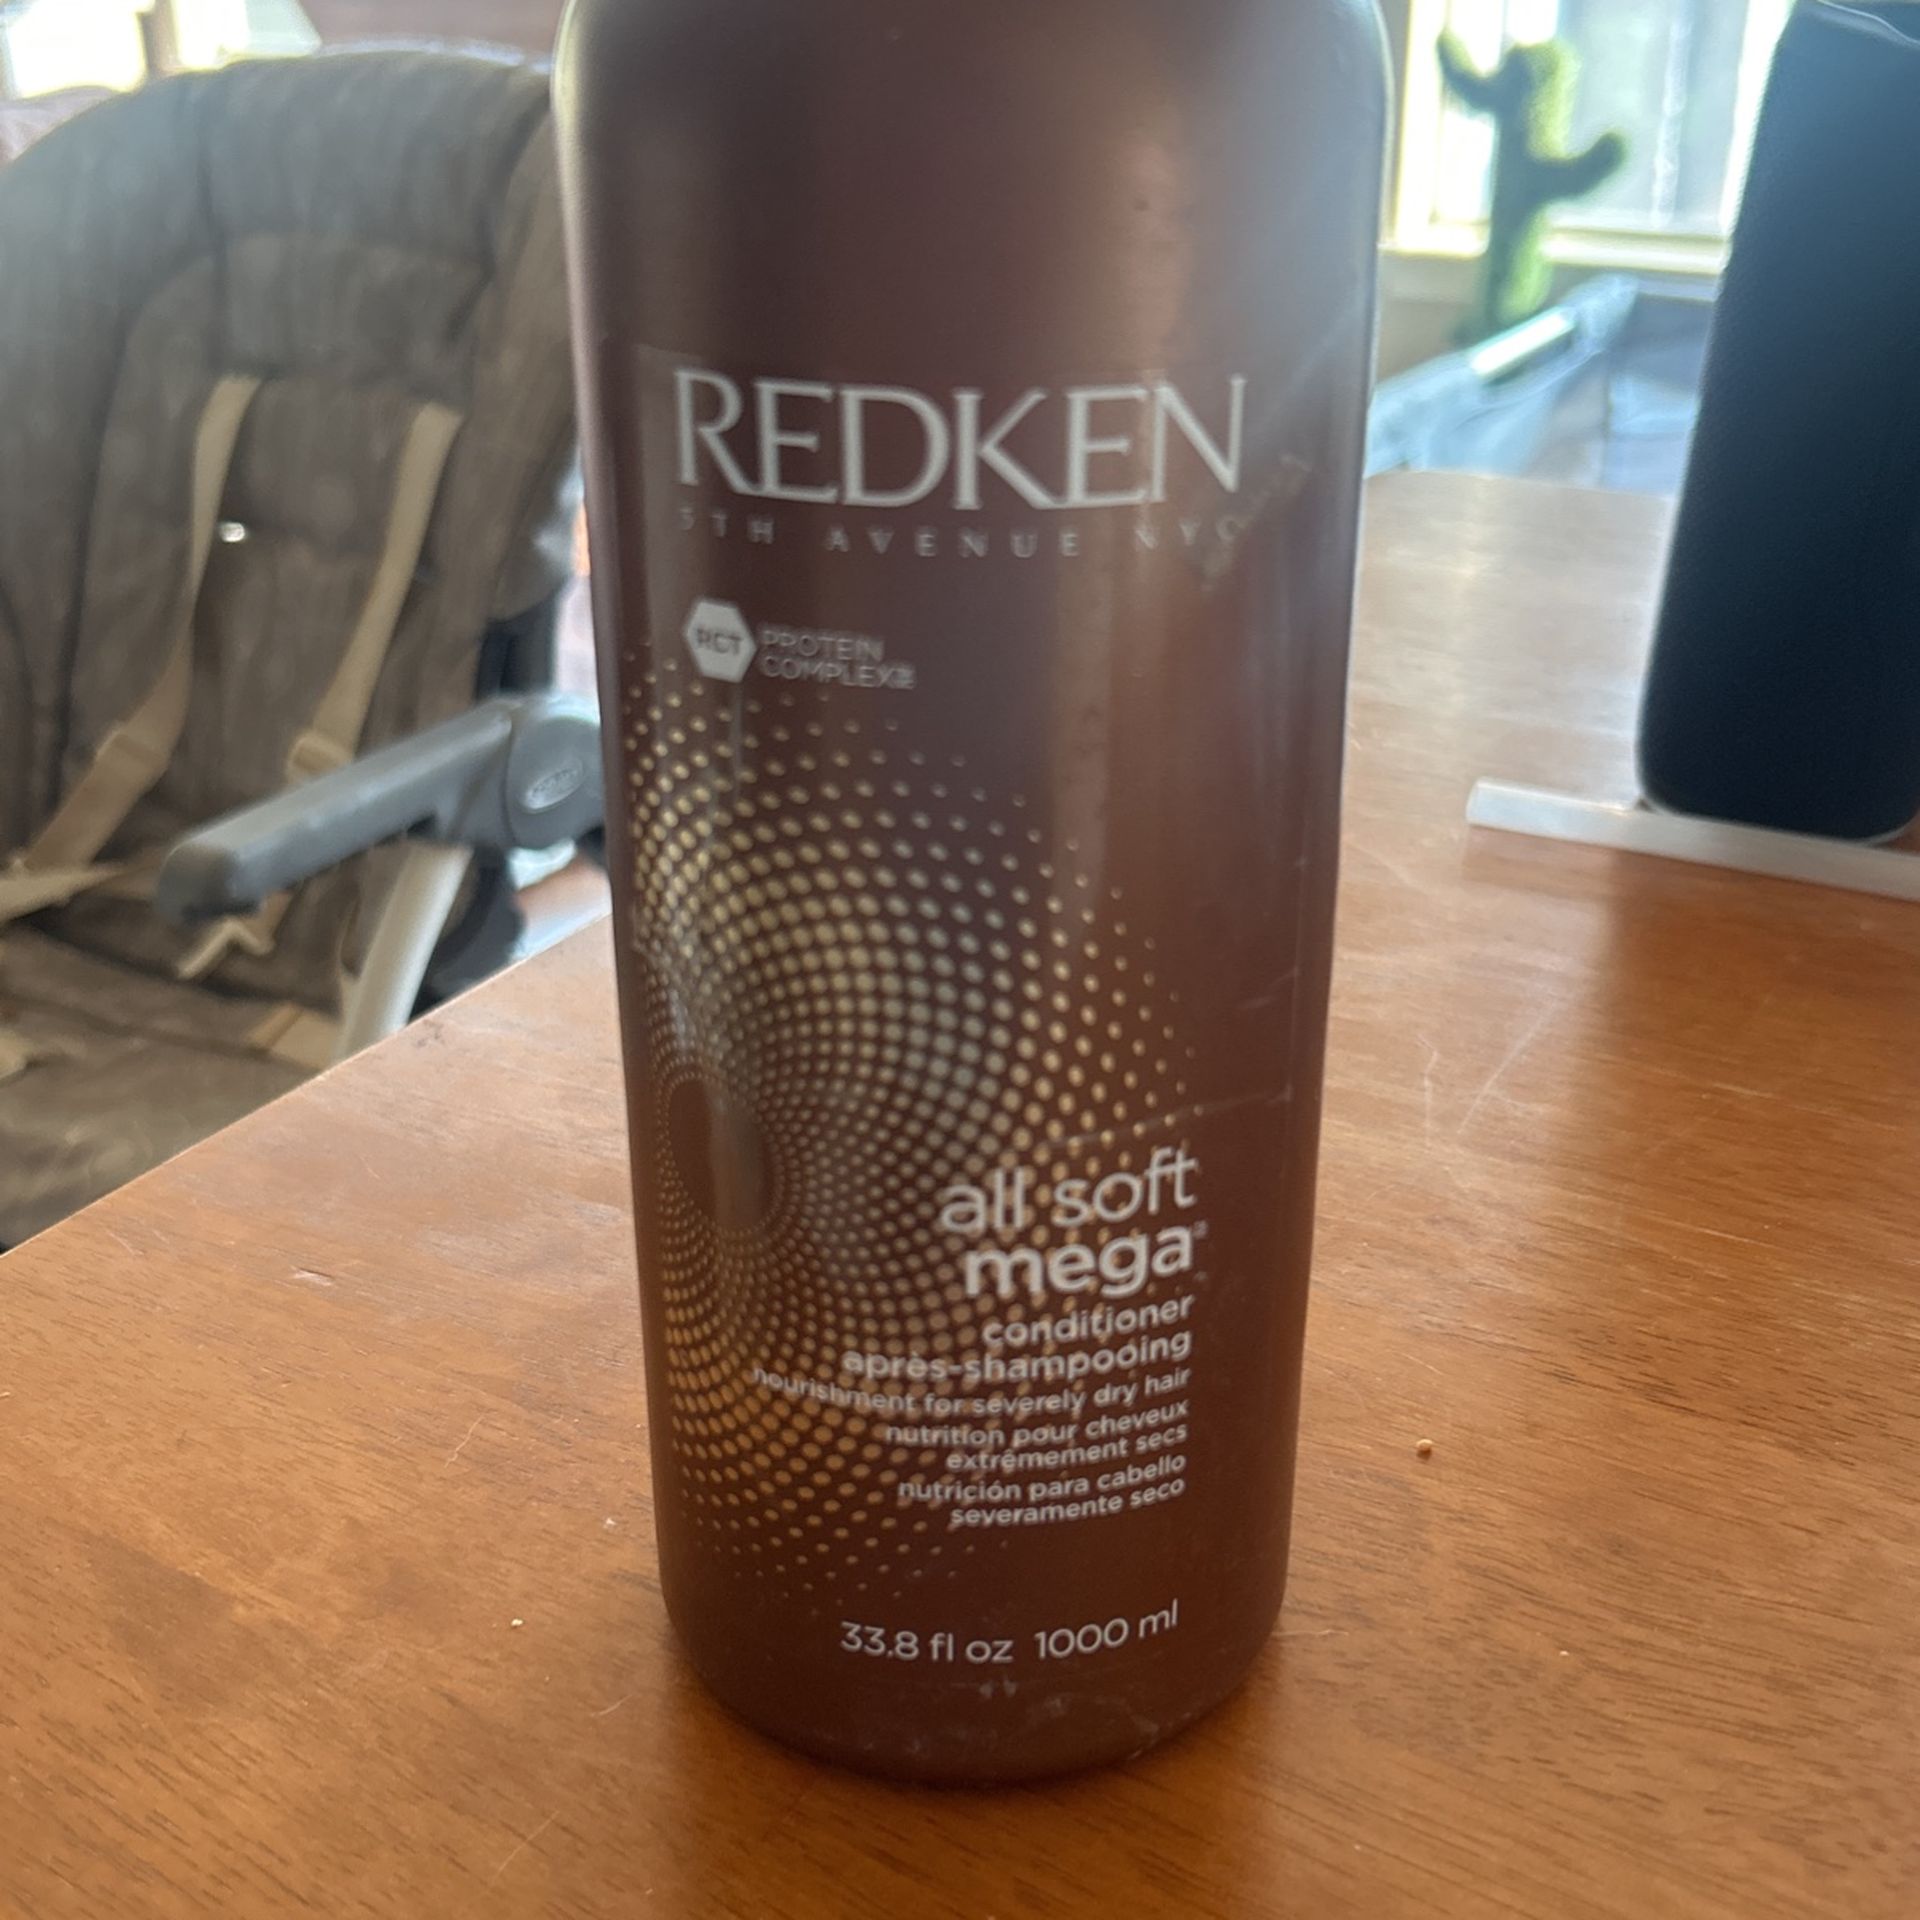 REDKEN
5TH AVENUE NYC
RCT PROTEIN
COMPLEX
all soft
mega
conditioner
après-shampooing
nourishment for severely dry hair
nutrition pour cheveux
extrêmement secs
nutrición para cabello
severamente seco
33.8 fl oz 1000 ml